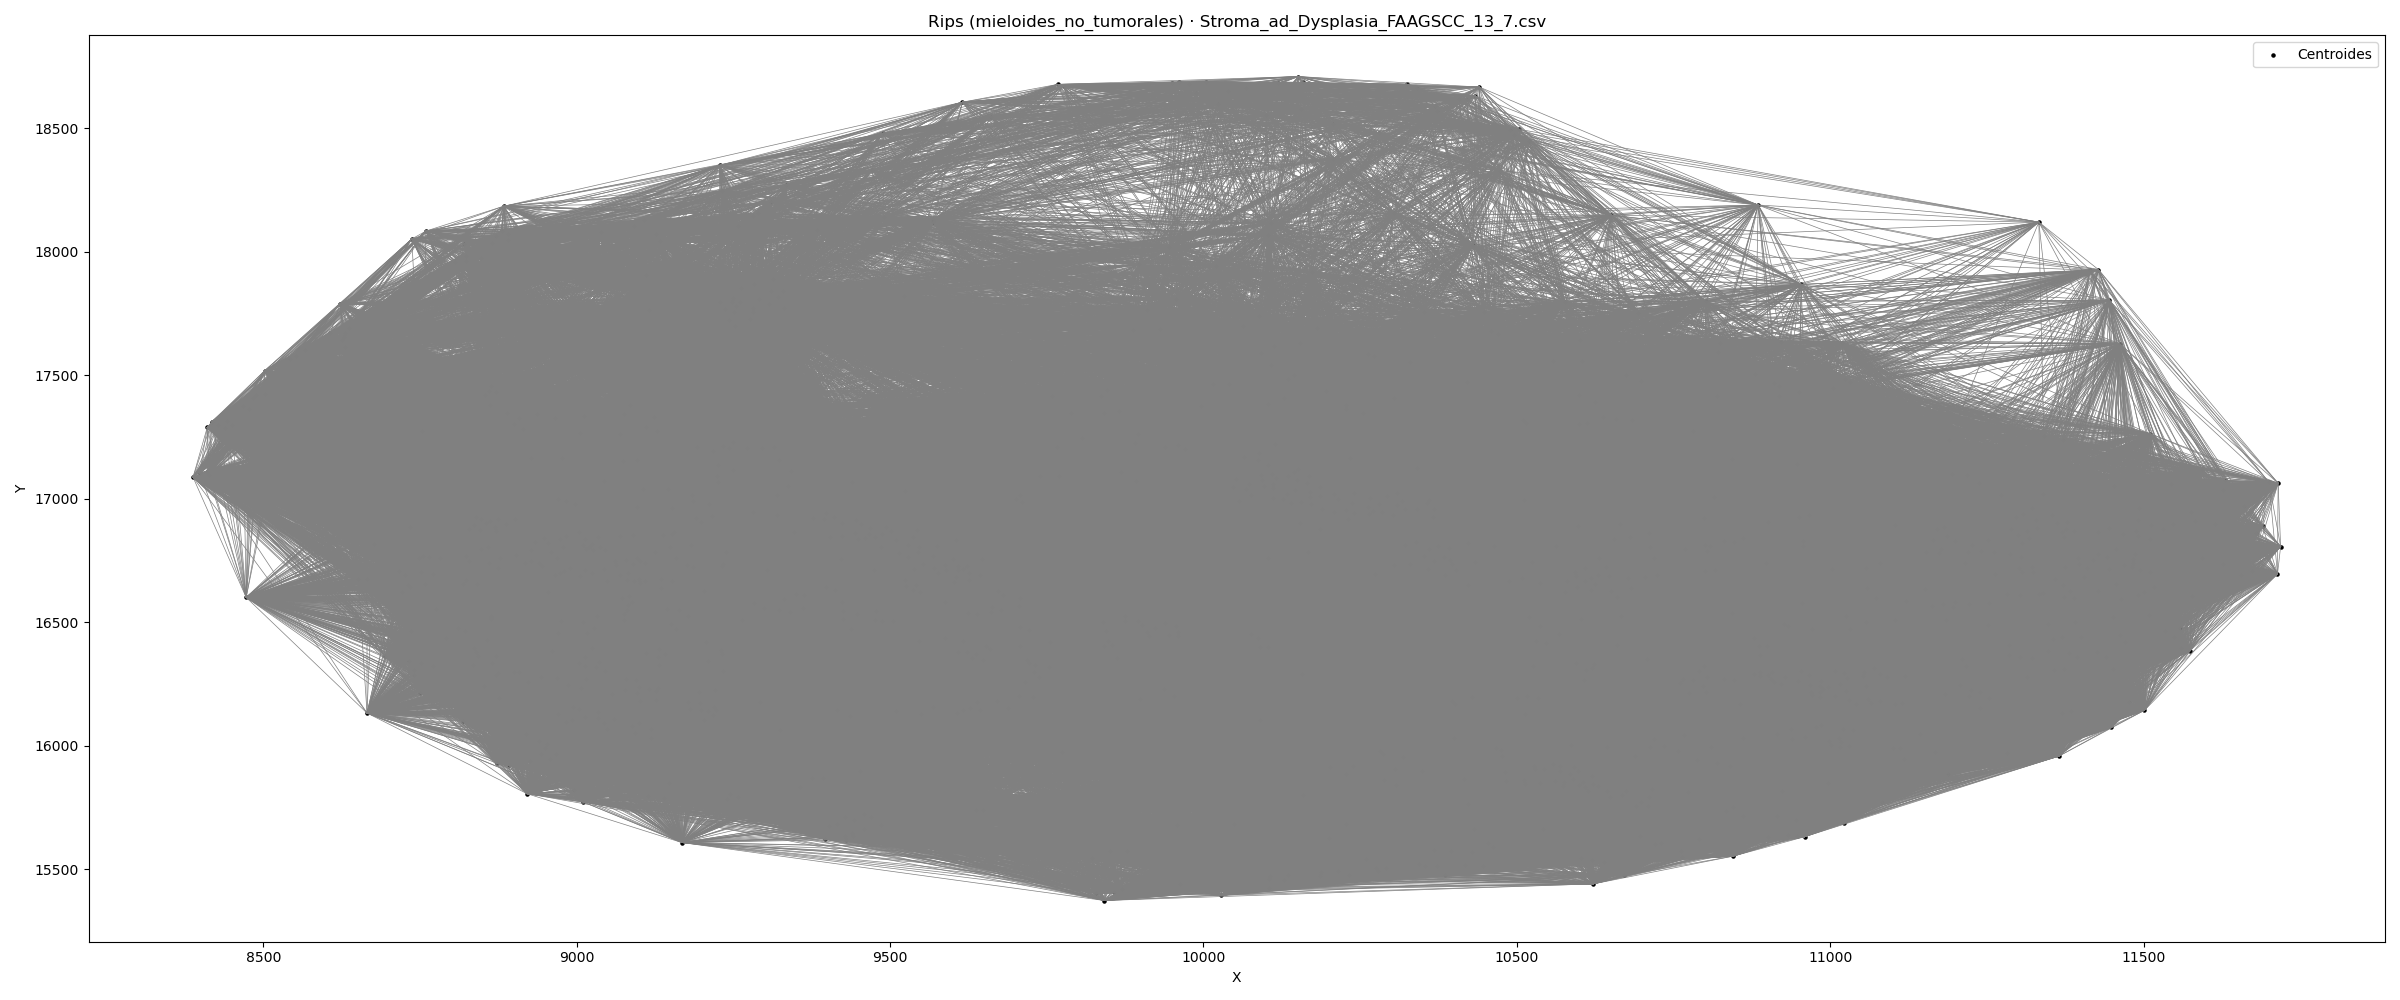 Rips (mieloides_no_tumorales) · Stroma_ad_Dysplasia_FAAGSCC_13_7.csv
Centroides
18500
18000
17500
17000
16500
16000
15500
Y
8500 9000 9500 10000 10500 11000 11500
X